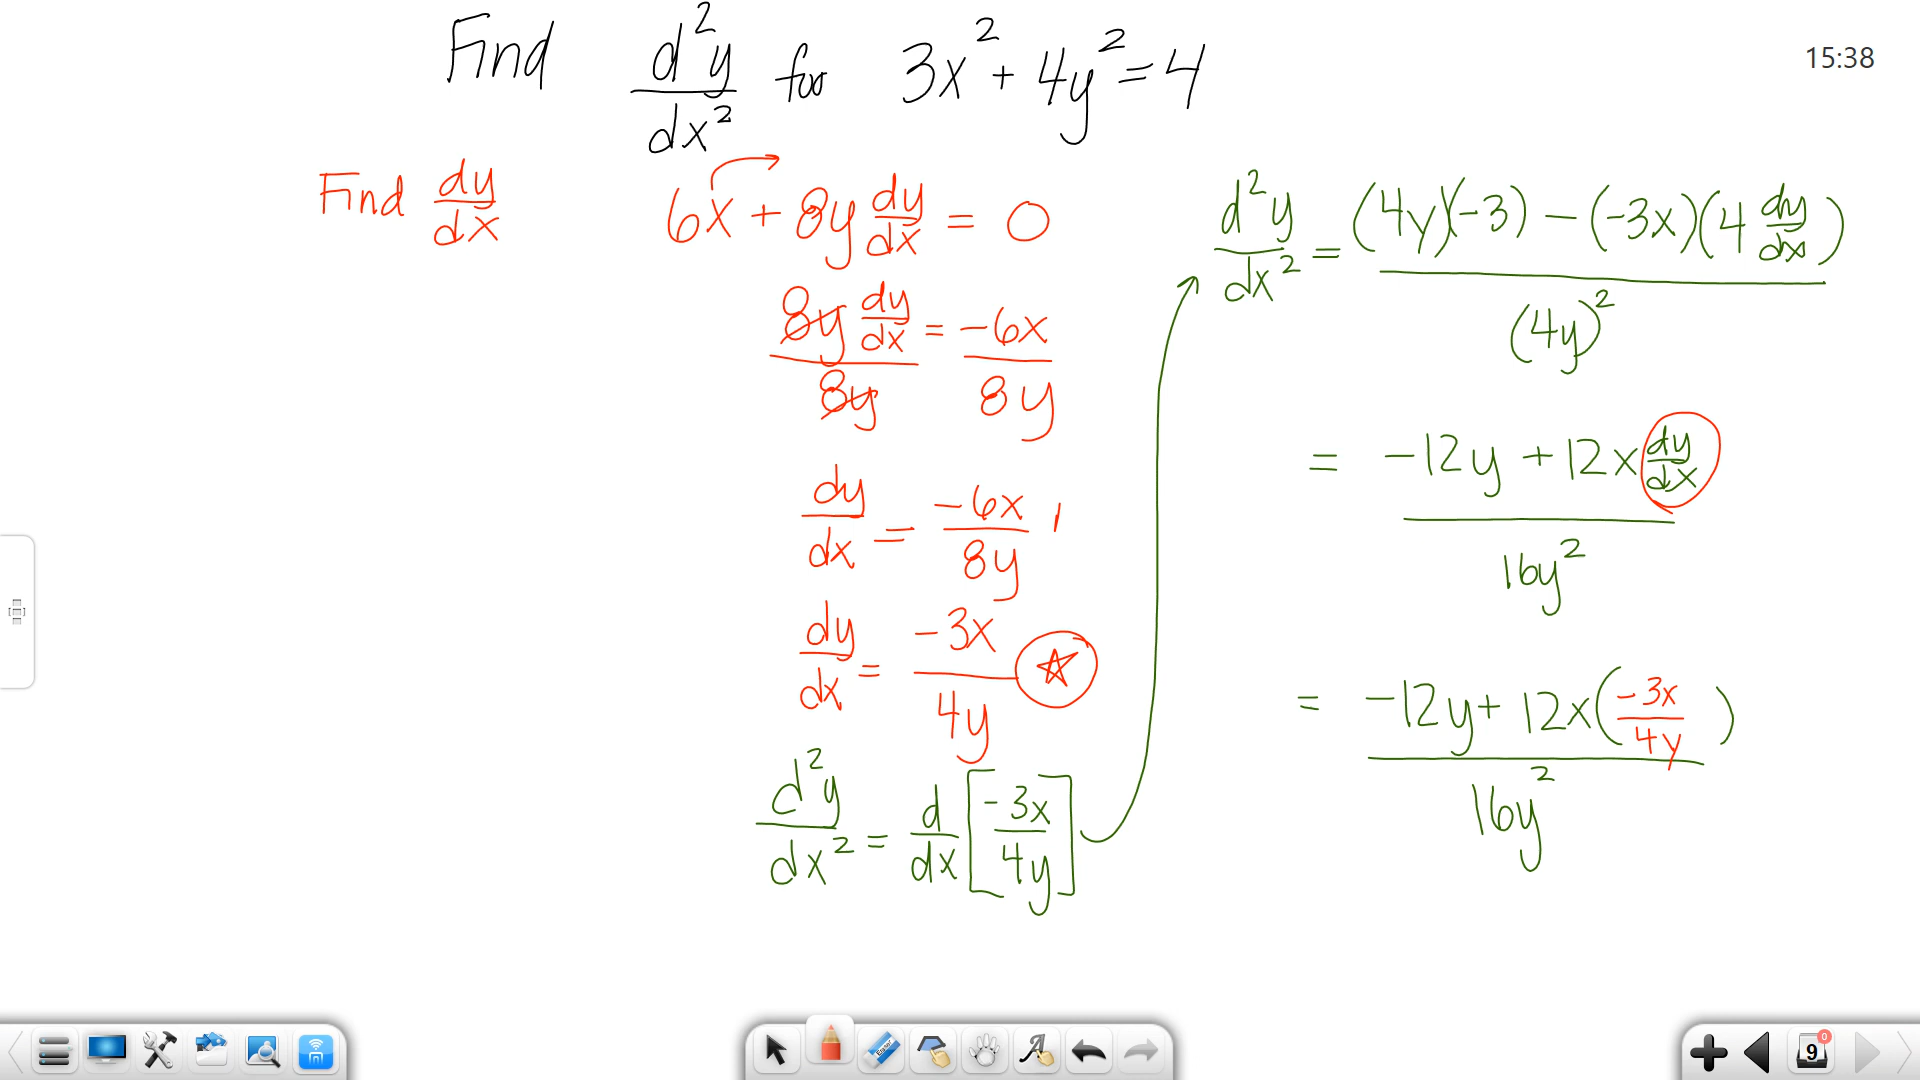 Find d²y/dx² for 3x² + 4y² = 4
15:38
Find dy/dx
6x + 8y dy/dx = 0
8y dy/dx / 8y = -6x / 8y
dy/dx = -6x / 8y
dy/dx = -3x / 4y
d²y/dx² = d/dx [-3x / 4y]
d²y/dx² = (4y)(-3) - (-3x)(4 dy/dx) / (4y)²
= -12y + 12x dy/dx / 16y²
= -12y + 12x(-3x / 4y) / 16y²
Eraser
A
9
0